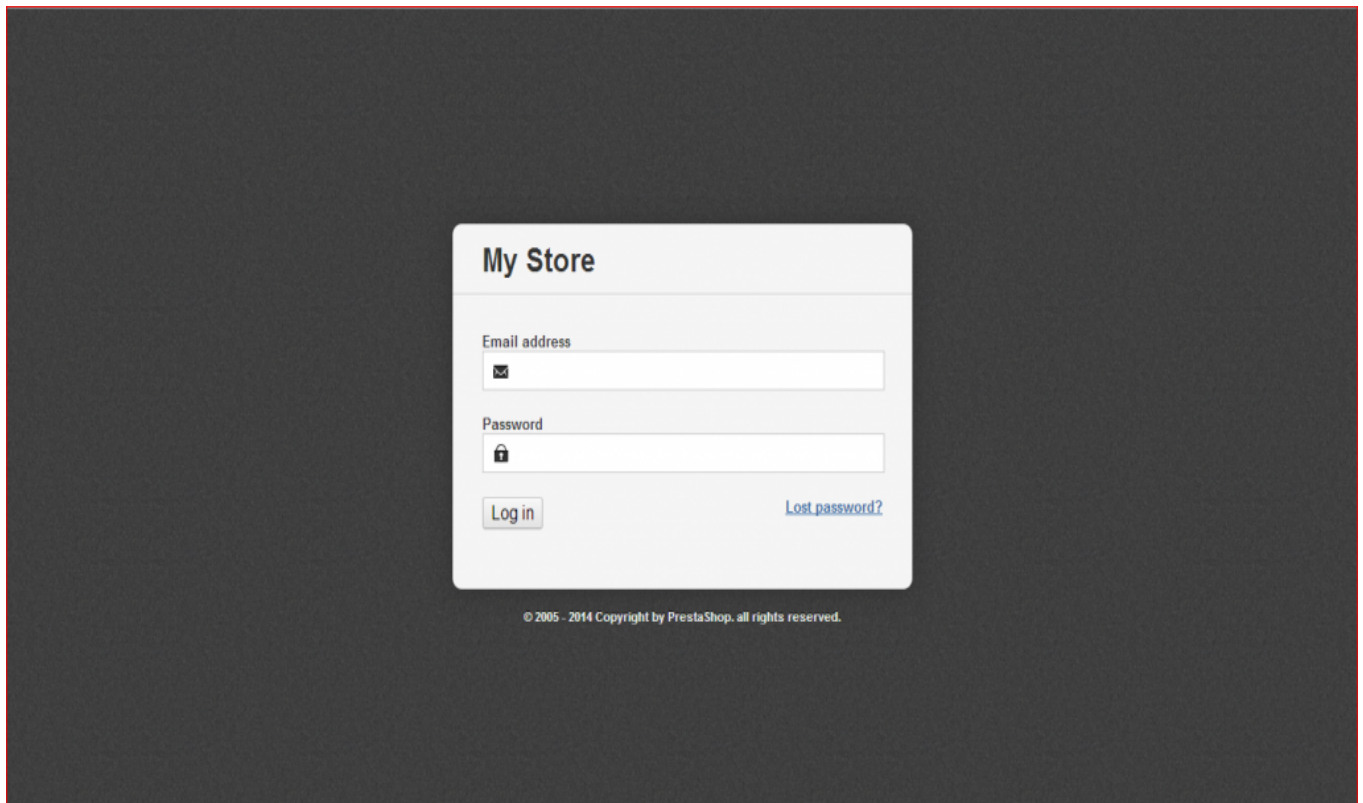 My Store
Email address
Password
Log in
Lost password?
© 2005 - 2014 Copyright by PrestaShop. all rights reserved.